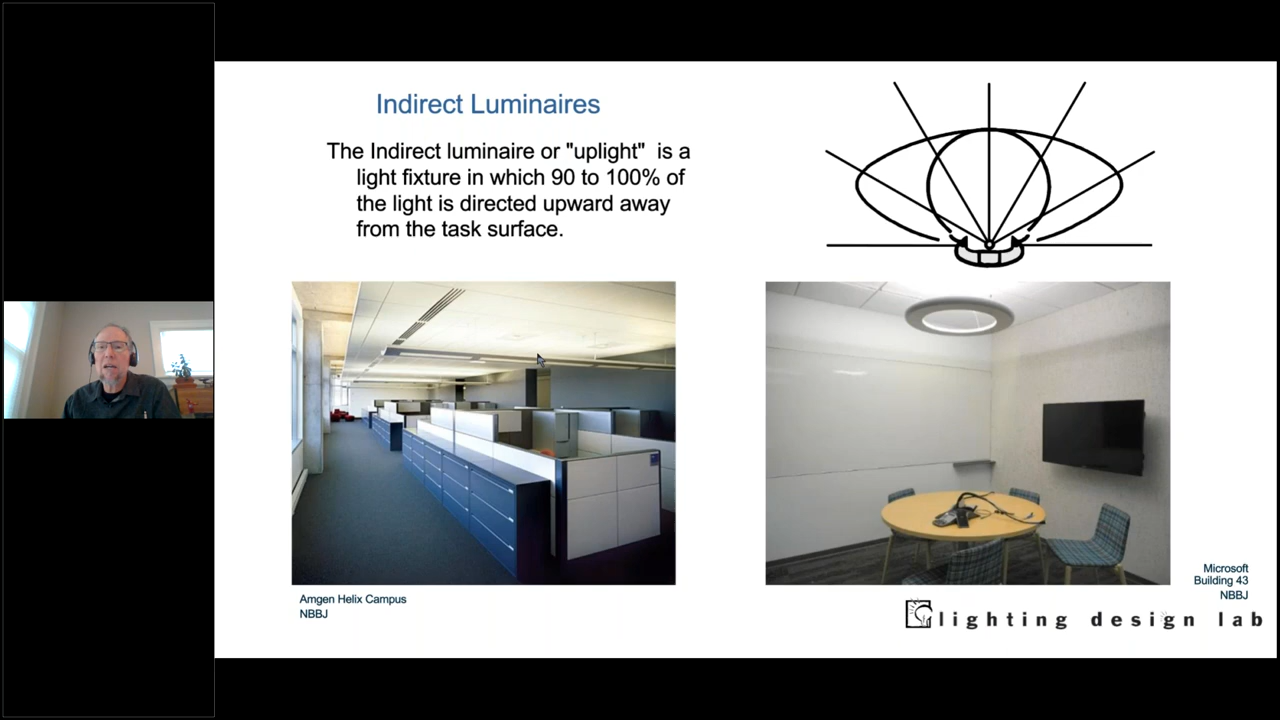 Indirect Luminaires
The Indirect luminaire or "uplight" is a
light fixture in which 90 to 100% of
the light is directed upward away
from the task surface.
Amgen Helix Campus
NBBJ
Microsoft
Building 43
NBBJ
lighting design lab